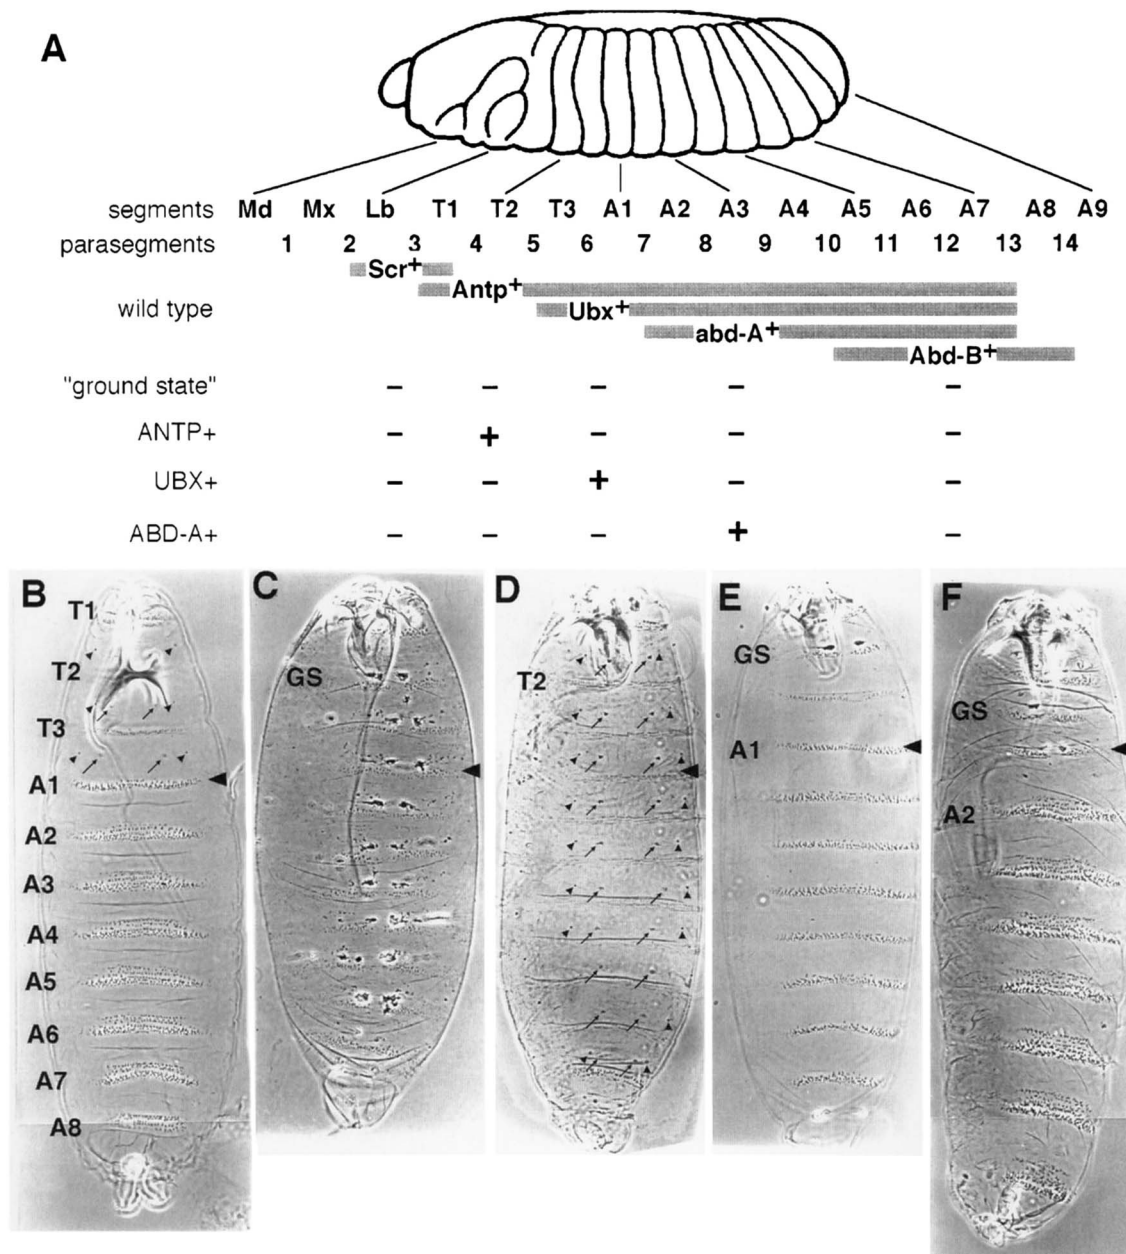 A
segments Md Mx Lb T1 T2 T3 A1 A2 A3 A4 A5 A6 A7 A8 A9
parasegments 1 2 3 4 5 6 7 8 9 10 11 12 13 14
Scr+
Antp+
wild type Ubx+
abd-A+
Abd-B+
"ground state" – – – – –
ANTP+ – + – – –
UBX+ – – + – –
ABD-A+ – – – + –
B
T1
T2
T3
A1
A2
A3
A4
A5
A6
A7
A8
C
GS
D
T2
E
GS
A1
F
GS
A2